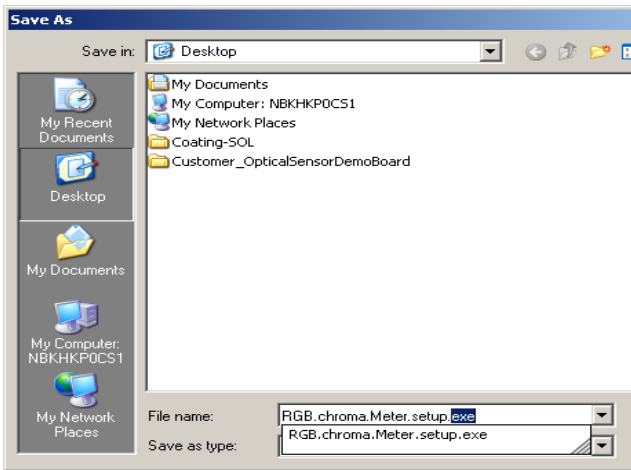 Save As
Save in: Desktop
My Recent
Documents
Desktop
My Documents
My Computer:
NBKHKP0CS1
My Network
Places
My Documents
My Computer: NBKHKP0CS1
My Network Places
Coating-SOL
Customer_OpticalSensorDemoBoard
File name: RGB.chroma.Meter.setup.exe
RGB.chroma.Meter.setup.exe
Save as type: